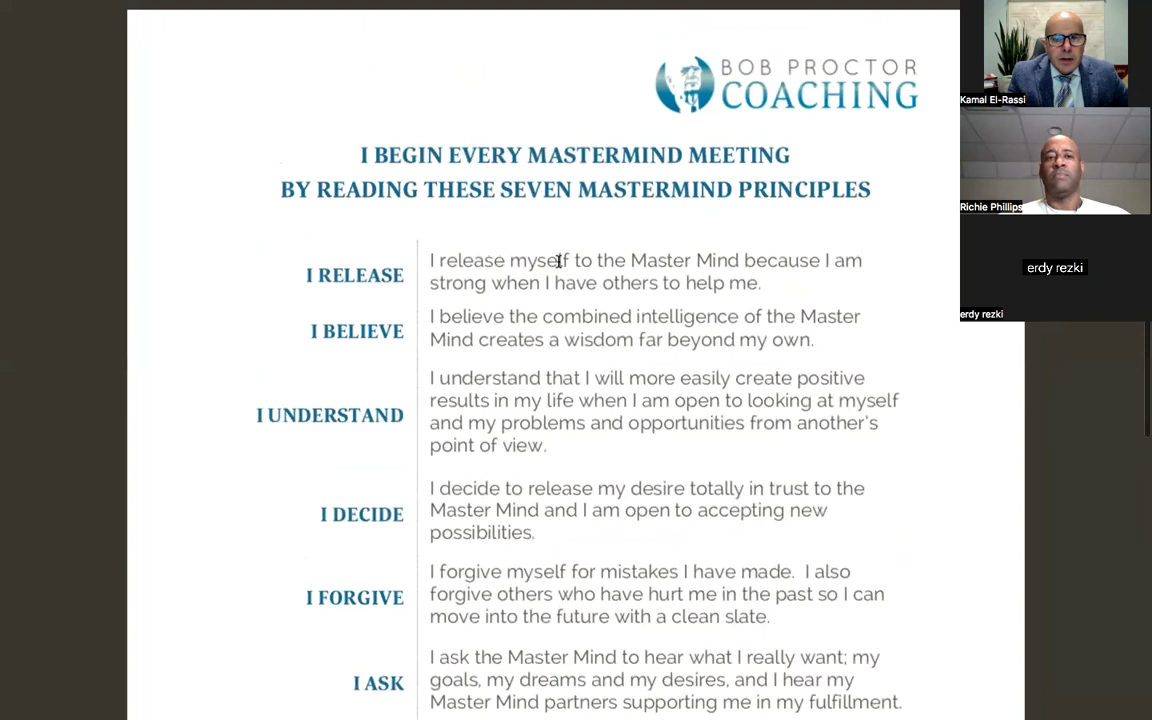 BOB PROCTOR
COACHING
I BEGIN EVERY MASTERMIND MEETING
BY READING THESE SEVEN MASTERMIND PRINCIPLES
I RELEASE
I release myself to the Master Mind because I am
strong when I have others to help me.
I BELIEVE
I believe the combined intelligence of the Master
Mind creates a wisdom far beyond my own.
I UNDERSTAND
I understand that I will more easily create positive
results in my life when I am open to looking at myself
and my problems and opportunities from another's
point of view.
I DECIDE
I decide to release my desire totally in trust to the
Master Mind and I am open to accepting new
possibilities.
I FORGIVE
I forgive myself for mistakes I have made. I also
forgive others who have hurt me in the past so I can
move into the future with a clean slate.
I ASK
I ask the Master Mind to hear what I really want; my
goals, my dreams and my desires, and I hear my
Master Mind partners supporting me in my fulfillment.
Kamal El-Rassi
Richie Phillips
erdy rezki
erdy rezki